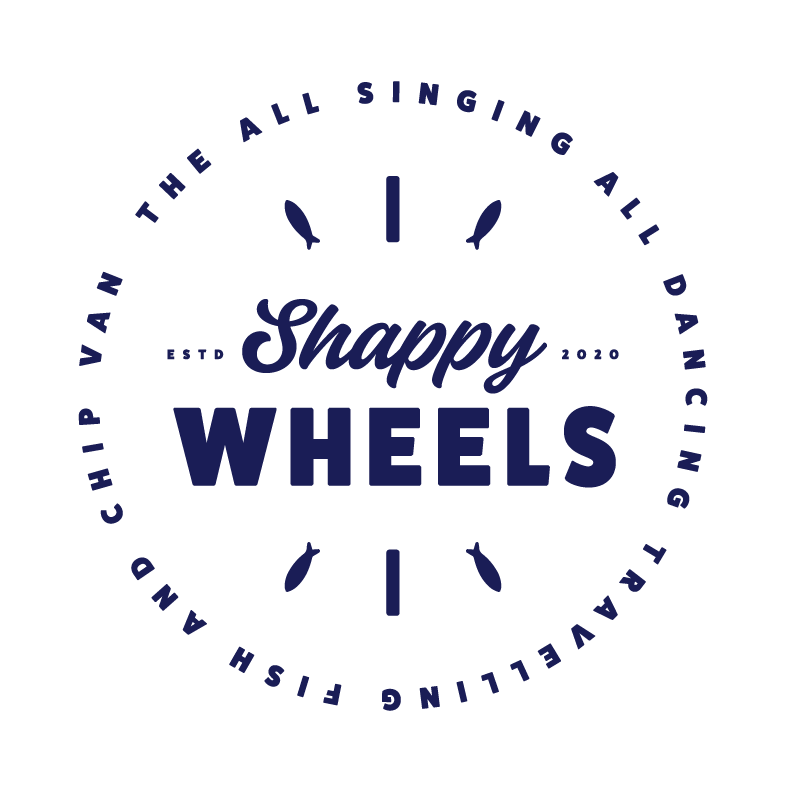 THE ALL SINGING ALL DANCING TRAVELLING FISH AND CHIP VAN
Shappy
ESTD 2020
WHEELS